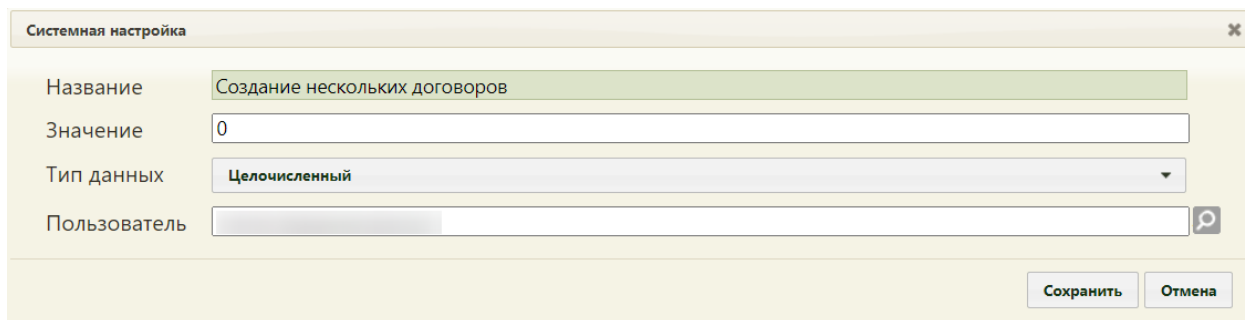 Системная настройка
Название Создание нескольких договоров
Значение 0
Тип данных Целочисленный
Пользователь
Сохранить Отмена